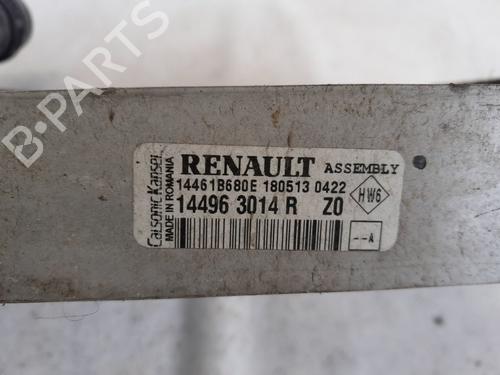 B-Parts
RENAULT ASSEMBLY
14461B680E 180513 0422
14496 3014 R Z0
HW6
--A
Calsonic Kansei
MADE IN ROMANIA